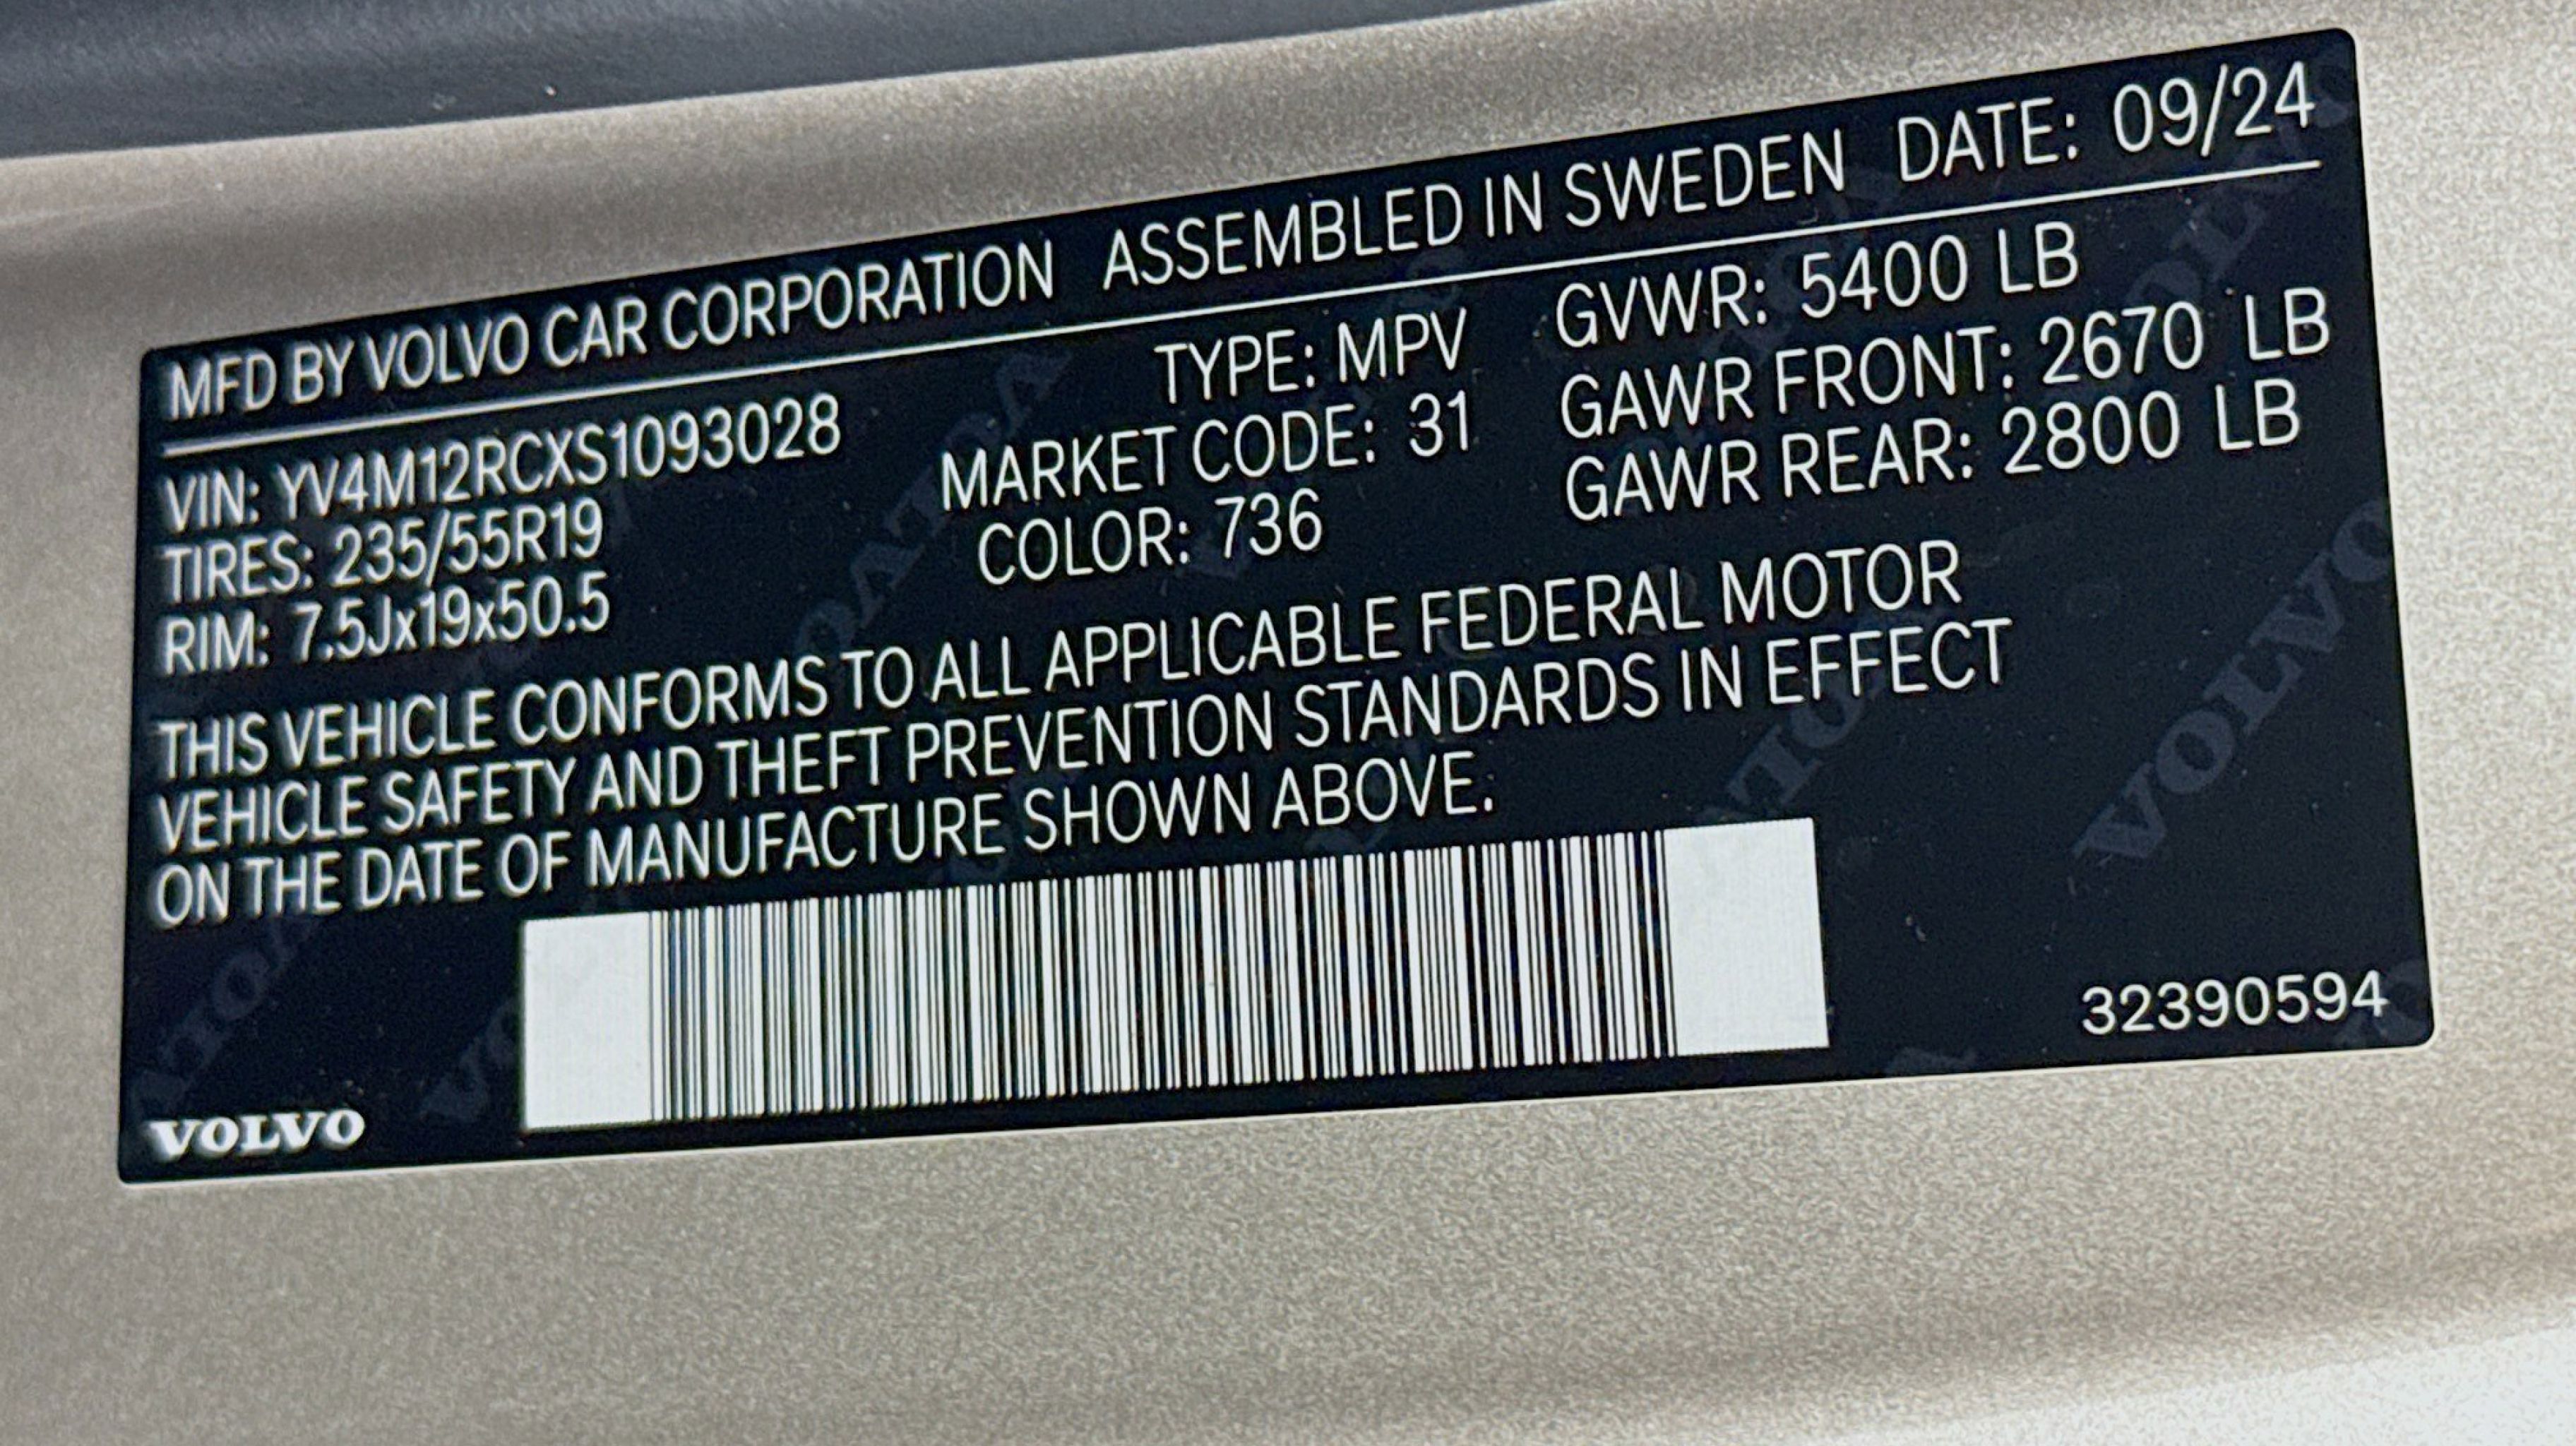 MFD BY VOLVO CAR CORPORATION ASSEMBLED IN SWEDEN DATE: 09/24
VIN: YV4M12RCXS1093028 TYPE: MPV GVWR: 5400 LB
TIRES: 235/55R19 MARKET CODE: 31 GAWR FRONT: 2670 LB
RIM: 7.5Jx19x50.5 COLOR: 736 GAWR REAR: 2800 LB
THIS VEHICLE CONFORMS TO ALL APPLICABLE FEDERAL MOTOR
VEHICLE SAFETY AND THEFT PREVENTION STANDARDS IN EFFECT
ON THE DATE OF MANUFACTURE SHOWN ABOVE.
VOLVO 32390594